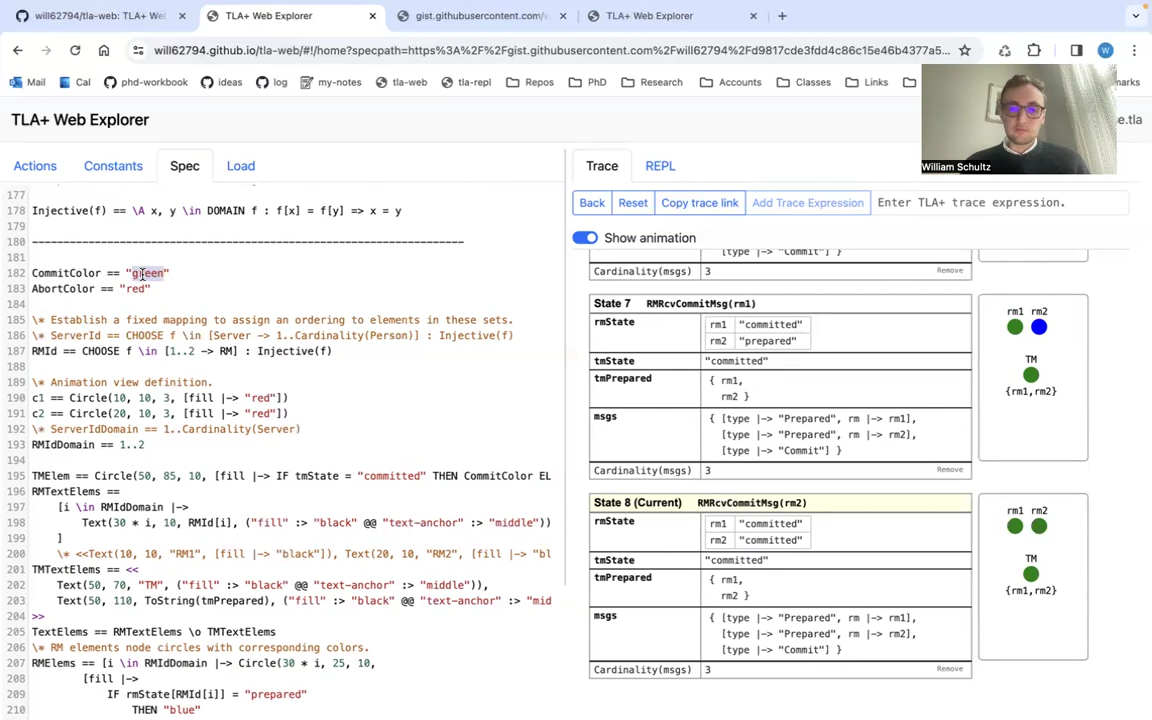 will62794/tla-web: TLA+ Wel
TLA+ Web Explorer
gist.githubusercontent.com/
TLA+ Web Explorer
will62794.github.io/tla-web/#!/home?specpath=https%3A%2F%2Fgist.githubusercontent.com%2Fwill62794%2Fd9817cde3fdd4c86c15e46b4377a5...
W
Mail
Cal
phd-workbook
ideas
log
my-notes
tla-web
tla-repl
Repos
PhD
Research
Accounts
Classes
Links
TLA+ Web Explorer
William Schultz
Actions
Constants
Spec
Load
177
178 Injective(f) == \A x, y \in DOMAIN f : f[x] = f[y] => x = y
179
180 ---------------------------------------------------------------------
181
182 CommitColor == "green"
183 AbortColor == "red"
184
185 \* Establish a fixed mapping to assign an ordering to elements in these sets.
186 \* ServerId == CHOOSE f \in [Server -> 1..Cardinality(Person)] : Injective(f)
187 RMId == CHOOSE f \in [1..2 -> RM] : Injective(f)
188
189 \* Animation view definition.
190 c1 == Circle(10, 10, 3, [fill |-> "red"])
191 c2 == Circle(20, 10, 3, [fill |-> "red"])
192 \* ServerIdDomain == 1..Cardinality(Server)
193 RMIdDomain == 1..2
194
195 TMElem == Circle(50, 85, 10, [fill |-> IF tmState = "committed" THEN CommitColor EL
196 RMTextElems ==
197 [i \in RMIdDomain |->
198 Text(30 * i, 10, RMId[i], ("fill" :> "black" @@ "text-anchor" :> "middle"))
199 ]
200 \* <<Text(10, 10, "RM1", [fill |-> "black"]), Text(20, 10, "RM2", [fill |-> "bl
201 TMTextElems == <<
202 Text(50, 70, "TM", ("fill" :> "black" @@ "text-anchor" :> "middle")),
203 Text(50, 110, ToString(tmPrepared), ("fill" :> "black" @@ "text-anchor" :> "mid
204 >>
205 TextElems == RMTextElems \o TMTextElems
206 \* RM elements node circles with corresponding colors.
207 RMElems == [i \in RMIdDomain |-> Circle(30 * i, 25, 10,
208 [fill |->
209 IF rmState[RMId[i]] = "prepared"
210 THEN "blue"
Trace
REPL
Back
Reset
Copy trace link
Add Trace Expression
Enter TLA+ trace expression.
Show animation
[type |-> "Commit"] }
Cardinality(msgs) 3 Remove
State 7 RMRcvCommitMsg(rm1)
rmState rm1 "committed"
rm2 "prepared"
tmState "committed"
tmPrepared { rm1,
rm2 }
msgs { [type |-> "Prepared", rm |-> rm1],
[type |-> "Prepared", rm |-> rm2],
[type |-> "Commit"] }
Cardinality(msgs) 3 Remove
rm1 rm2
TM
{rm1,rm2}
State 8 (Current) RMRcvCommitMsg(rm2)
rmState rm1 "committed"
rm2 "committed"
tmState "committed"
tmPrepared { rm1,
rm2 }
msgs { [type |-> "Prepared", rm |-> rm1],
[type |-> "Prepared", rm |-> rm2],
[type |-> "Commit"] }
Cardinality(msgs) 3 Remove
rm1 rm2
TM
{rm1,rm2}